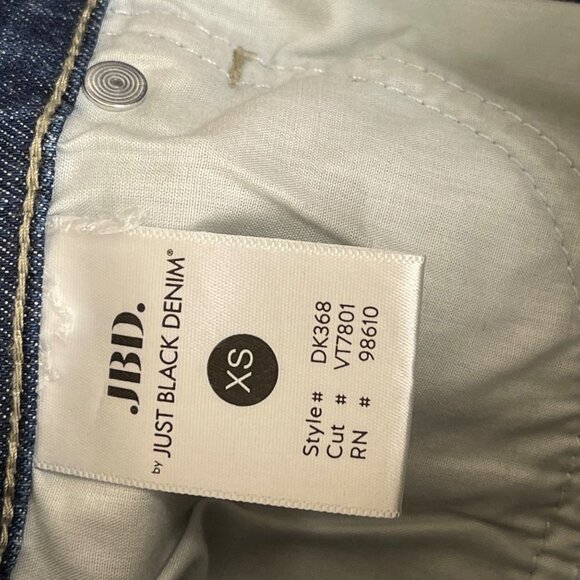 JBD.
by JUST BLACK DENIM®
XS
Style# DK368
Cut # VT7801
RN # 98610